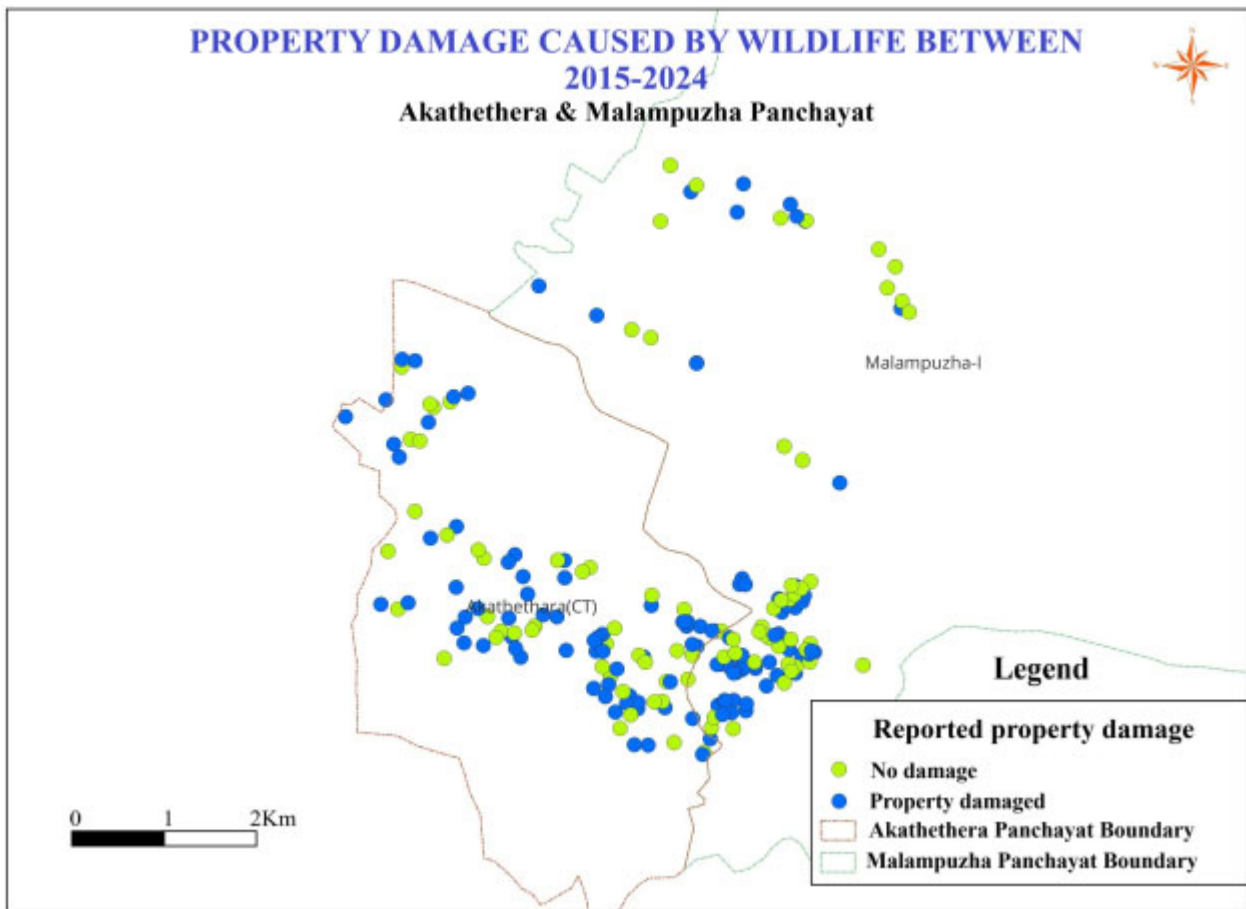 PROPERTY DAMAGE CAUSED BY WILDLIFE BETWEEN
2015-2024
Akathethera & Malampuzha Panchayat
N
W
E
S
Malampuzha-I
Akathethara(CT)
Legend
Reported property damage
No damage
Property damaged
Akathethera Panchayat Boundary
Malampuzha Panchayat Boundary
0 1 2Km